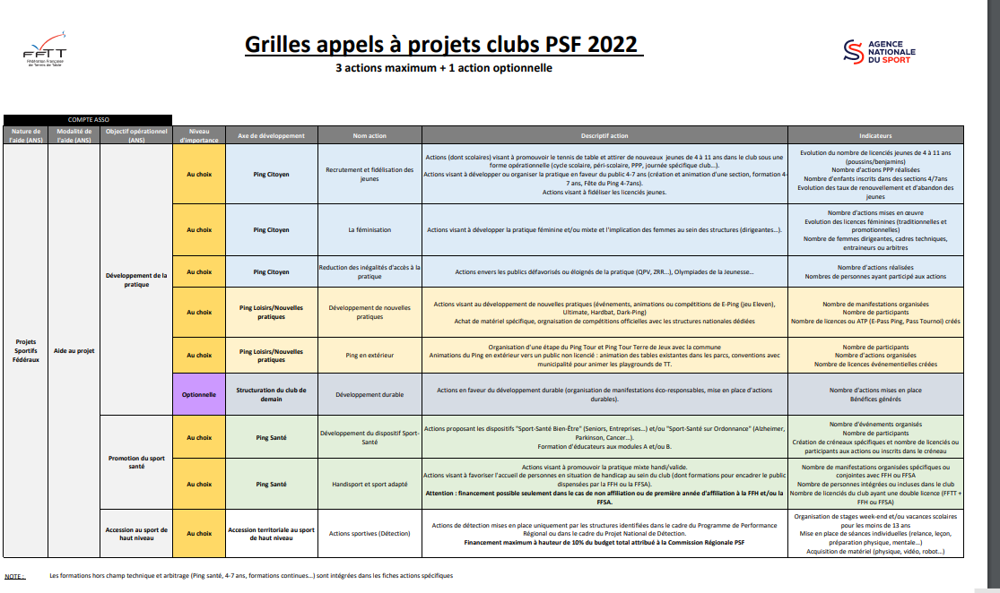 Grilles appels à projets clubs PSF 2022
3 actions maximum + 1 action optionnelle
FFTT
Fédération Française
de Tennis de Table
AGENCE
NATIONALE
DU SPORT
COMPTE ASSO
Nature de
l'aide (ANS)
Modalité de
l'aide (ANS)
Objectif opérationnel
(ANS)
Niveau
d'importance
Axe de développement
Nom action
Descriptif action
Indicateurs
Projets
Sportifs
Fédéraux
Aide au projet
Développement de la
pratique
Au choix
Ping Citoyen
Recrutement et fidélisation des
jeunes
Actions (dont scolaires) visant à promouvoir le tennis de table et attirer de nouveaux jeunes de 4 à 11 ans dans le club sous une
forme opérationnelle (cycle scolaire, péri-scolaire, PPP, journée spécifique club...).
Actions visant à développer ou organiser la pratique en faveur du public 4-7 ans (création et animation d'une section, formation 4-
7 ans, Fête du Ping 4-7ans).
Actions visant à fidéliser les licenciés jeunes.
Evolution du nombre de licenciés jeunes de 4 à 11 ans
(poussins/benjamins)
Nombre d'actions PPP réalisées
Nombre d'enfants inscrits dans des sections 4/7ans
Evolution des taux de renouvellement et d'abandon des
jeunes
Au choix
Ping Citoyen
La féminisation
Actions visant à développer la pratique féminine et/ou mixte et l'implication des femmes au sein des structures (dirigeantes...).
Nombre d'actions mises en œuvre
Evolution des licences féminines (traditionnelles et
promotionnelles)
Nombre de femmes dirigeantes, cadres techniques,
entraineurs ou arbitres
Au choix
Ping Citoyen
Reduction des inégalités d'accès à la
pratique
Actions envers les publics défavorisés ou éloignés de la pratique (QPV, ZRR...), Olympiades de la Jeunesse...
Nombre d'actions réalisées
Nombres de personnes ayant participé aux actions
Au choix
Ping Loisirs/Nouvelles
pratiques
Développement de nouvelles
pratiques
Actions visant au développement de nouvelles pratiques (événements, animations ou compétitions de E-Ping (jeu Eleven),
Ultimate, Hardbat, Dark-Ping)
Achat de matériel spécifique, orgnaisation de compétitions officielles avec les structures nationales dédiées
Nombre de manifestations organisées
Nombre de participants
Nombre de licences ou ATP (E-Pass Ping, Pass Tournoi) créés
Au choix
Ping Loisirs/Nouvelles
pratiques
Ping en extérieur
Organisation d'une étape du Ping Tour et Ping Tour Terre de Jeux avec la commune
Animations du Ping en extérieur vers un public non licencié : animation des tables existantes dans les parcs, conventions avec
municipalité pour animer les playgrounds de TT.
Nombre de participants
Nombre d'actions organisées
Nombre de licences événementielles créées
Optionnelle
Structuration du club de
demain
Développement durable
Actions en faveur du développement durable (organisation de manifestations éco-responsables, mise en place d'actions
durables).
Nombre d'actions mises en place
Bénéfices générés
Promotion du sport
santé
Au choix
Ping Santé
Développement du dispositif Sport-
Santé
Actions proposant les dispositifs "Sport-Santé Bien-Être" (Seniors, Entreprises...) et/ou "Sport-Santé sur Ordonnance" (Alzheimer,
Parkinson, Cancer...).
Formation d'éducateurs aux modules A et/ou B.
Nombre d'événements organisés
Nombre de participants
Création de créneaux spécifiques et nombre de licenciés ou
participants aux actions ou inscrits dans le créneau
Au choix
Ping Santé
Handisport et sport adapté
Actions visant à promouvoir la pratique mixte handi/valide.
Actions visant à favoriser l'accueil de personnes en situation de handicap au sein du club (dont formations pour encadrer le public
dispensées par la FFH ou la FFSA).
Attention : financement possible seulement dans le cas de non affiliation ou de première année d'affiliation à la FFH et/ou la
FFSA.
Nombre de manifestations organisées spécifiques ou
conjointes avec FFH ou FFSA
Nombre de personnes intégrées ou incluses dans le club
Nombre de licenciés du club ayant une double licence (FFTT +
FFH ou FFSA)
Accession au sport de
haut niveau
Au choix
Accession territoriale au sport
de haut niveau
Actions sportives (Détection)
Actions de détection mises en place uniquement par les structures identifiées dans le cadre du Programme de Performance
Régional ou dans le cadre du Projet National de Détection.
Financement maximum à hauteur de 10% du budget total attribué à la Commission Régionale PSF
Organisation de stages week-end et/ou vacances scolaires
pour les moins de 13 ans
Mise en place de séances individuelles (relance, leçon,
préparation physique, mentale...)
Acquisition de matériel (physique, vidéo, robot...)
NOTE :
Les formations hors champ technique et arbitrage (Ping santé, 4-7 ans, formations continues...) sont intégrées dans les fiches actions spécifiques